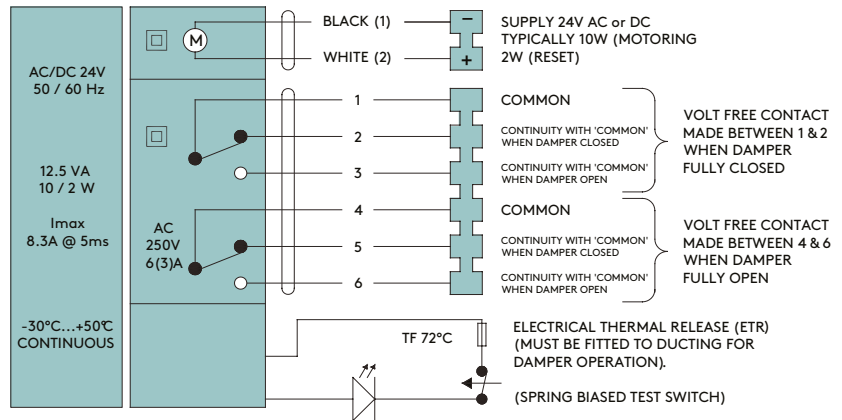 AC/DC 24V
50 / 60 Hz
12.5 VA
10 / 2 W
Imax
8.3A @ 5ms
-30°C...+50°C
CONTINUOUS
M
AC
250V
6(3)A
BLACK (1)
WHITE (2)
–
+
SUPPLY 24V AC or DC
TYPICALLY 10W (MOTORING
2W (RESET)
1
COMMON
2
CONTINUITY WITH 'COMMON'
WHEN DAMPER CLOSED
3
CONTINUITY WITH 'COMMON'
WHEN DAMPER OPEN
VOLT FREE CONTACT
MADE BETWEEN 1 & 2
WHEN DAMPER
FULLY CLOSED
4
COMMON
5
CONTINUITY WITH 'COMMON'
WHEN DAMPER CLOSED
6
CONTINUITY WITH 'COMMON'
WHEN DAMPER OPEN
VOLT FREE CONTACT
MADE BETWEEN 4 & 6
WHEN DAMPER
FULLY OPEN
TF 72°C
ELECTRICAL THERMAL RELEASE (ETR)
(MUST BE FITTED TO DUCTING FOR
DAMPER OPERATION).
(SPRING BIASED TEST SWITCH)